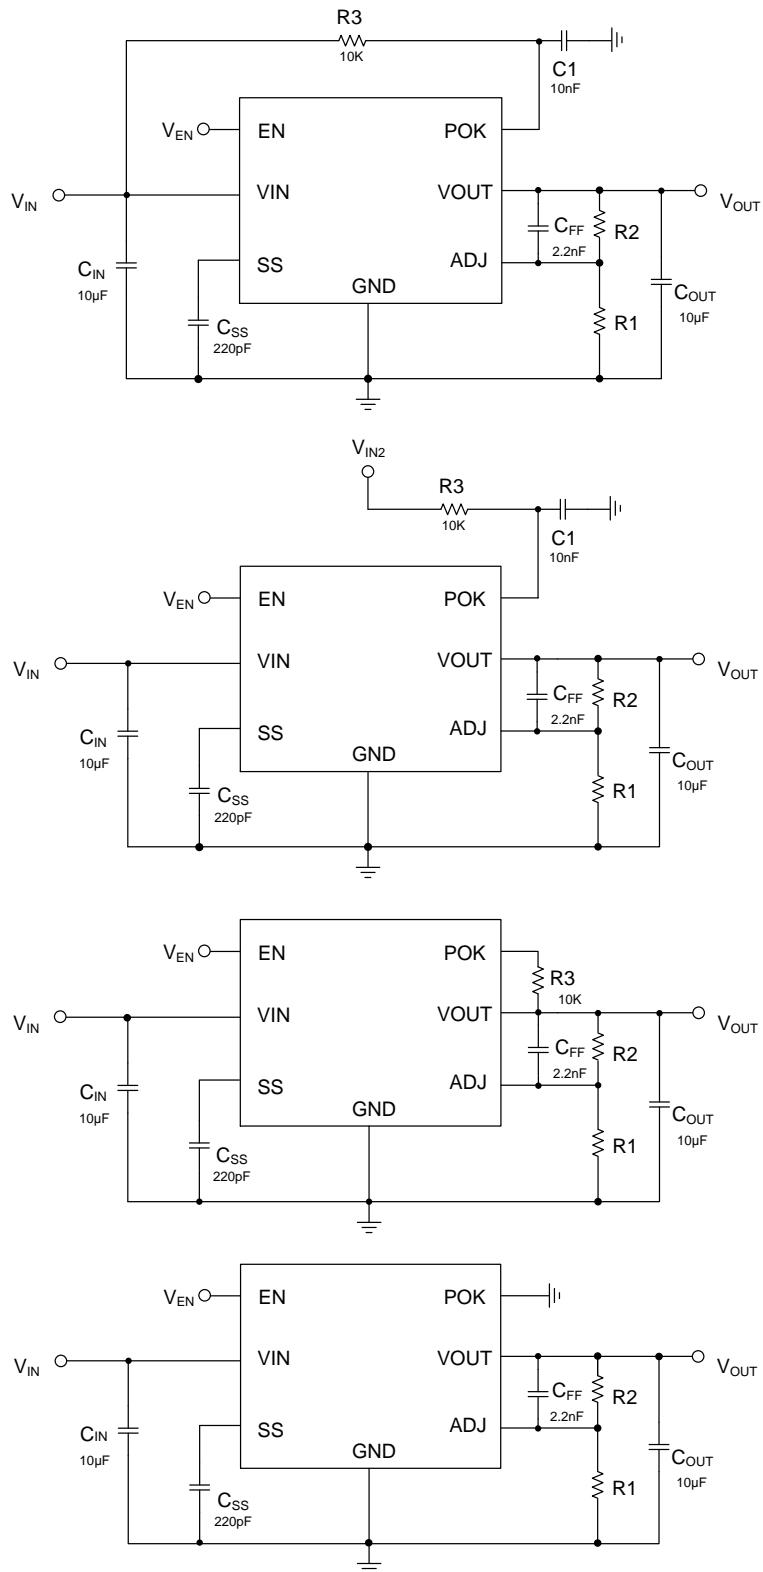 R3
10K
C1
10nF
VEN
EN
POK
VIN
VIN
VOUT
VOUT
CFF
2.2nF
R2
CIN
10µF
SS
ADJ
GND
COUT
10µF
CSS
220pF
R1
VIN2
R3
10K
C1
10nF
VEN
EN
POK
VIN
VIN
VOUT
VOUT
CFF
2.2nF
R2
CIN
10µF
SS
ADJ
GND
COUT
10µF
CSS
220pF
R1
VEN
EN
POK
R3
10K
VIN
VIN
VOUT
VOUT
CFF
2.2nF
R2
CIN
10µF
SS
ADJ
GND
COUT
10µF
CSS
220pF
R1
VEN
EN
POK
VIN
VIN
VOUT
VOUT
CFF
2.2nF
R2
CIN
10µF
SS
ADJ
GND
COUT
10µF
CSS
220pF
R1